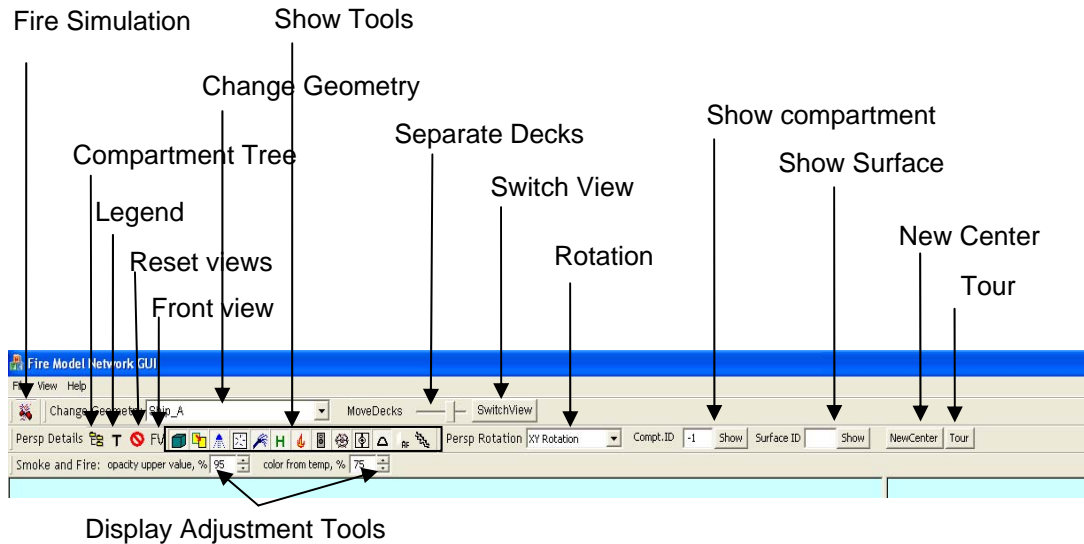 Fire Simulation
Show Tools
Change Geometry
Show compartment
Separate Decks
Compartment Tree
Show Surface
Switch View
Legend
New Center
Rotation
Reset views
Tour
Front view
Fire Model Network GUI
View Help
Change Geometry Ship_A MoveDecks SwitchView
Persp Details T FV H RF Persp Rotation XY Rotation Compt.ID -1 Show Surface ID Show NewCenter Tour
Smoke and Fire: opacity upper value, % 95 color from temp, % 75
Display Adjustment Tools